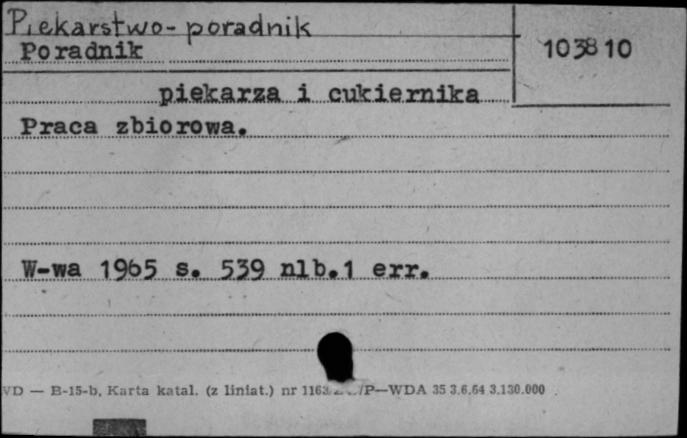 Piekarstwo-poradnik
Poradnik
103810
piekarza i cukiernika
Praca zbiorowa.
W-wa 1965 s. 539 nlb.1 err.
VD — B-15-b, Karta katal. (z liniat.) nr 1163 /P—WDA 35 3.6.64 3.130.000